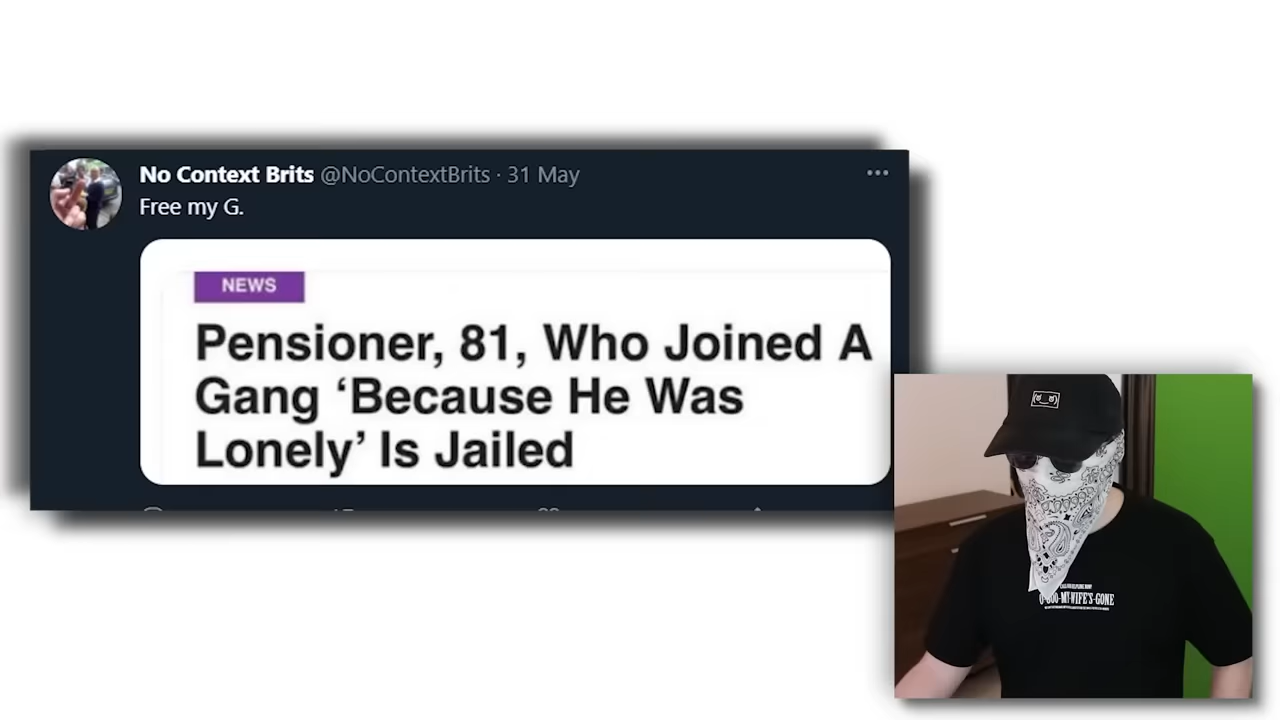 No Context Brits @NoContextBrits · 31 May
Free my G.
NEWS
Pensioner, 81, Who Joined A
Gang ‘Because He Was
Lonely’ Is Jailed
-MY-WIFE'S-GONE